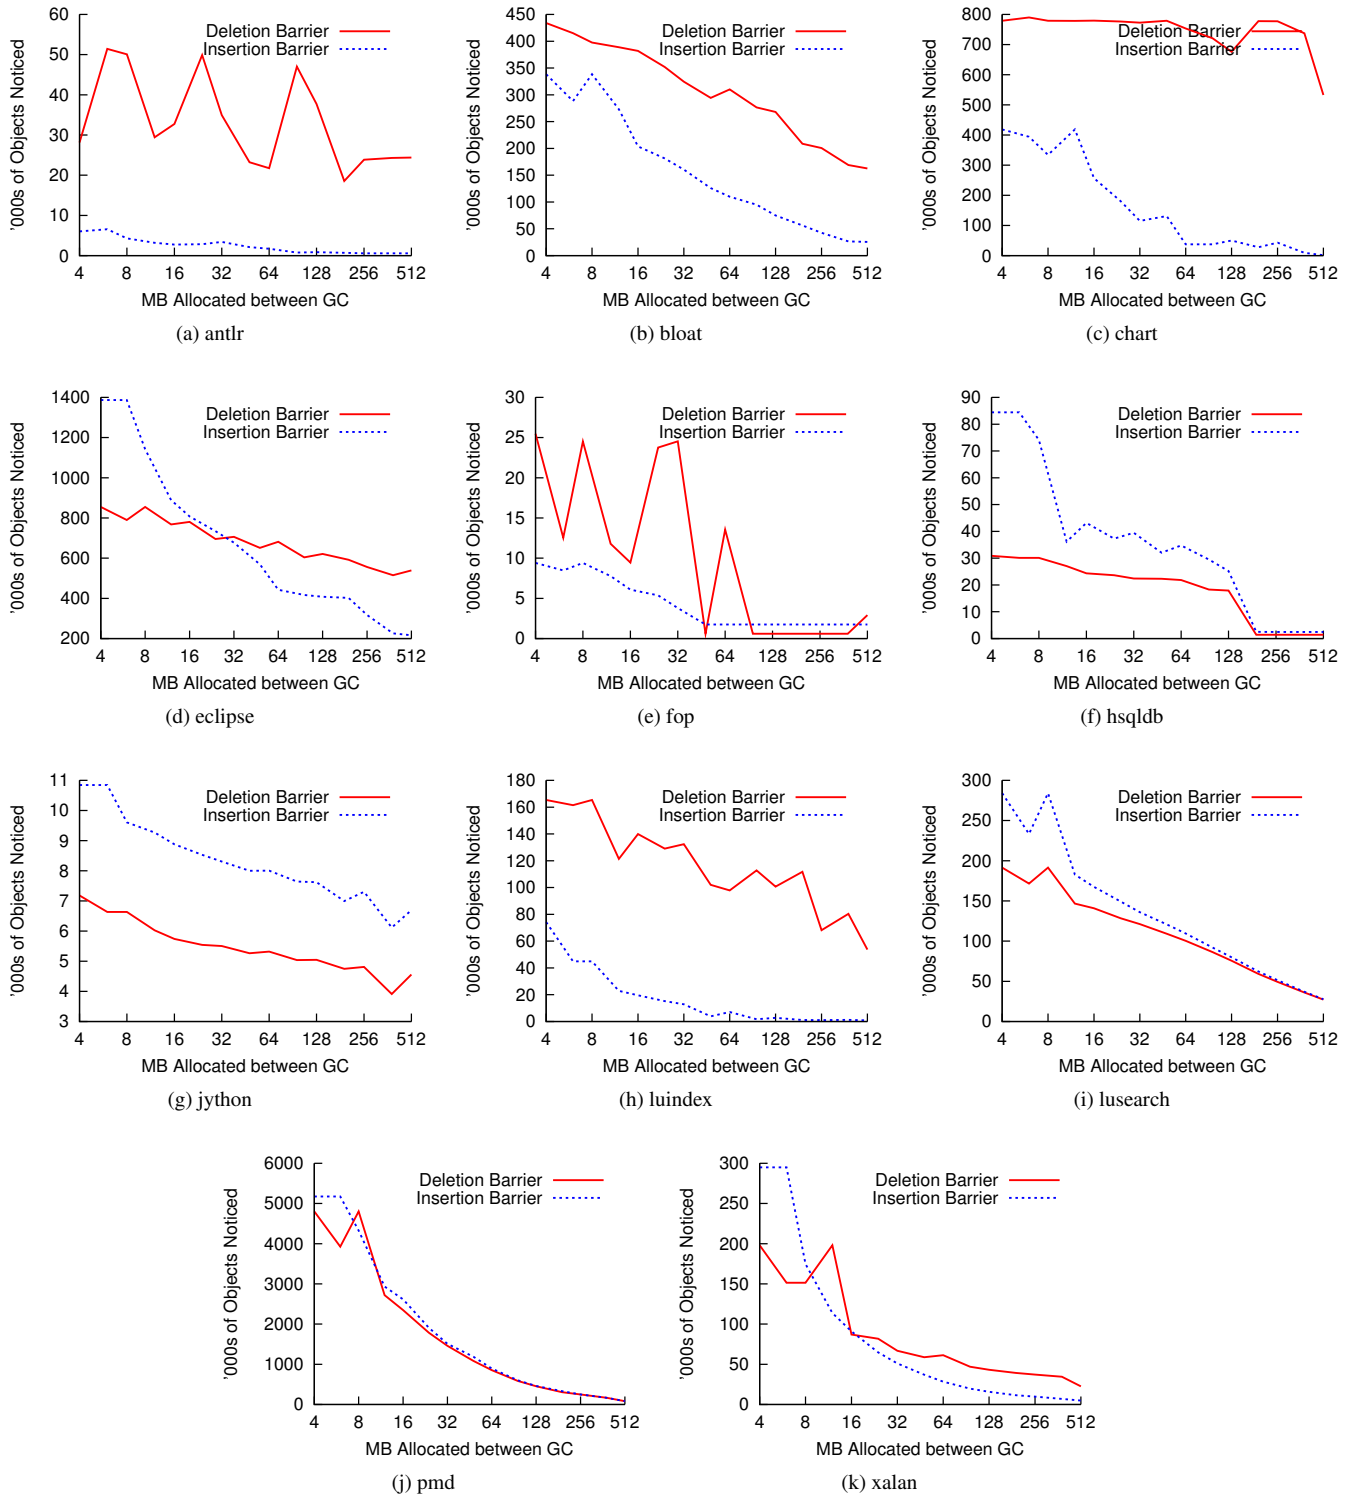 '000s of Objects Noticed
60
50
40
30
20
10
0
Deletion Barrier
Insertion Barrier
4 8 16 32 64 128 256 512
MB Allocated between GC
(a) antlr
'000s of Objects Noticed
450
400
350
300
250
200
150
100
50
0
Deletion Barrier
Insertion Barrier
4 8 16 32 64 128 256 512
MB Allocated between GC
(b) bloat
'000s of Objects Noticed
800
700
600
500
400
300
200
100
0
Deletion Barrier
Insertion Barrier
4 8 16 32 64 128 256 512
MB Allocated between GC
(c) chart
'000s of Objects Noticed
1400
1200
1000
800
600
400
200
Deletion Barrier
Insertion Barrier
4 8 16 32 64 128 256 512
MB Allocated between GC
(d) eclipse
'000s of Objects Noticed
30
25
20
15
10
5
0
Deletion Barrier
Insertion Barrier
4 8 16 32 64 128 256 512
MB Allocated between GC
(e) fop
'000s of Objects Noticed
90
80
70
60
50
40
30
20
10
0
Deletion Barrier
Insertion Barrier
4 8 16 32 64 128 256 512
MB Allocated between GC
(f) hsqldb
'000s of Objects Noticed
11
10
9
8
7
6
5
4
3
Deletion Barrier
Insertion Barrier
4 8 16 32 64 128 256 512
MB Allocated between GC
(g) jython
'000s of Objects Noticed
180
160
140
120
100
80
60
40
20
0
Deletion Barrier
Insertion Barrier
4 8 16 32 64 128 256 512
MB Allocated between GC
(h) luindex
'000s of Objects Noticed
300
250
200
150
100
50
0
Deletion Barrier
Insertion Barrier
4 8 16 32 64 128 256 512
MB Allocated between GC
(i) lusearch
'000s of Objects Noticed
6000
5000
4000
3000
2000
1000
0
Deletion Barrier
Insertion Barrier
4 8 16 32 64 128 256 512
MB Allocated between GC
(j) pmd
'000s of Objects Noticed
300
250
200
150
100
50
0
Deletion Barrier
Insertion Barrier
4 8 16 32 64 128 256 512
MB Allocated between GC
(k) xalan